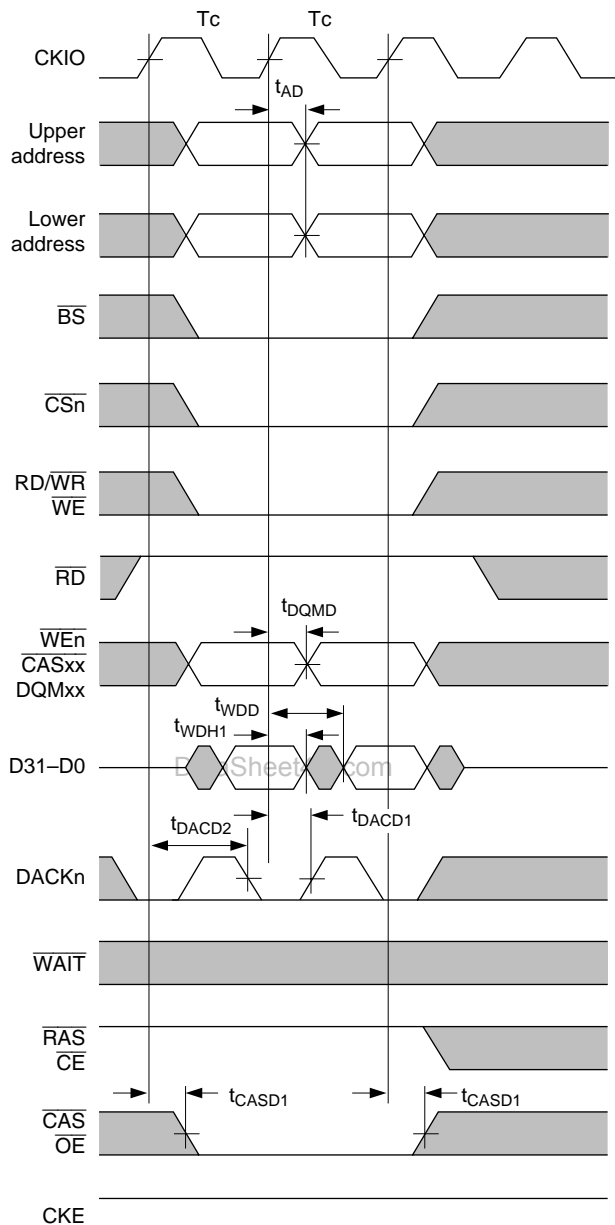 Tc Tc
CKIO
tAD
Upper
address
Lower
address
BS
CSn
RD/WR
WE
RD
tDQMD
WEn
CASxx
DQMxx
tWDD
tWDH1
D31–D0
tDACD2
tDACD1
DACKn
WAIT
RAS
CE
tCASD1 tCASD1
CAS
OE
CKE